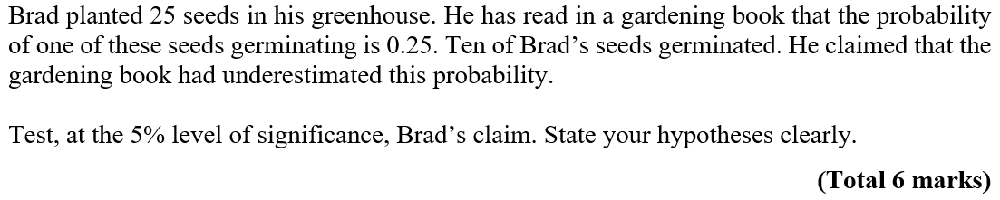 Brad planted 25 seeds in his greenhouse. He has read in a gardening book that the probability
of one of these seeds germinating is 0.25. Ten of Brad’s seeds germinated. He claimed that the
gardening book had underestimated this probability.
Test, at the 5% level of significance, Brad’s claim. State your hypotheses clearly.
(Total 6 marks)